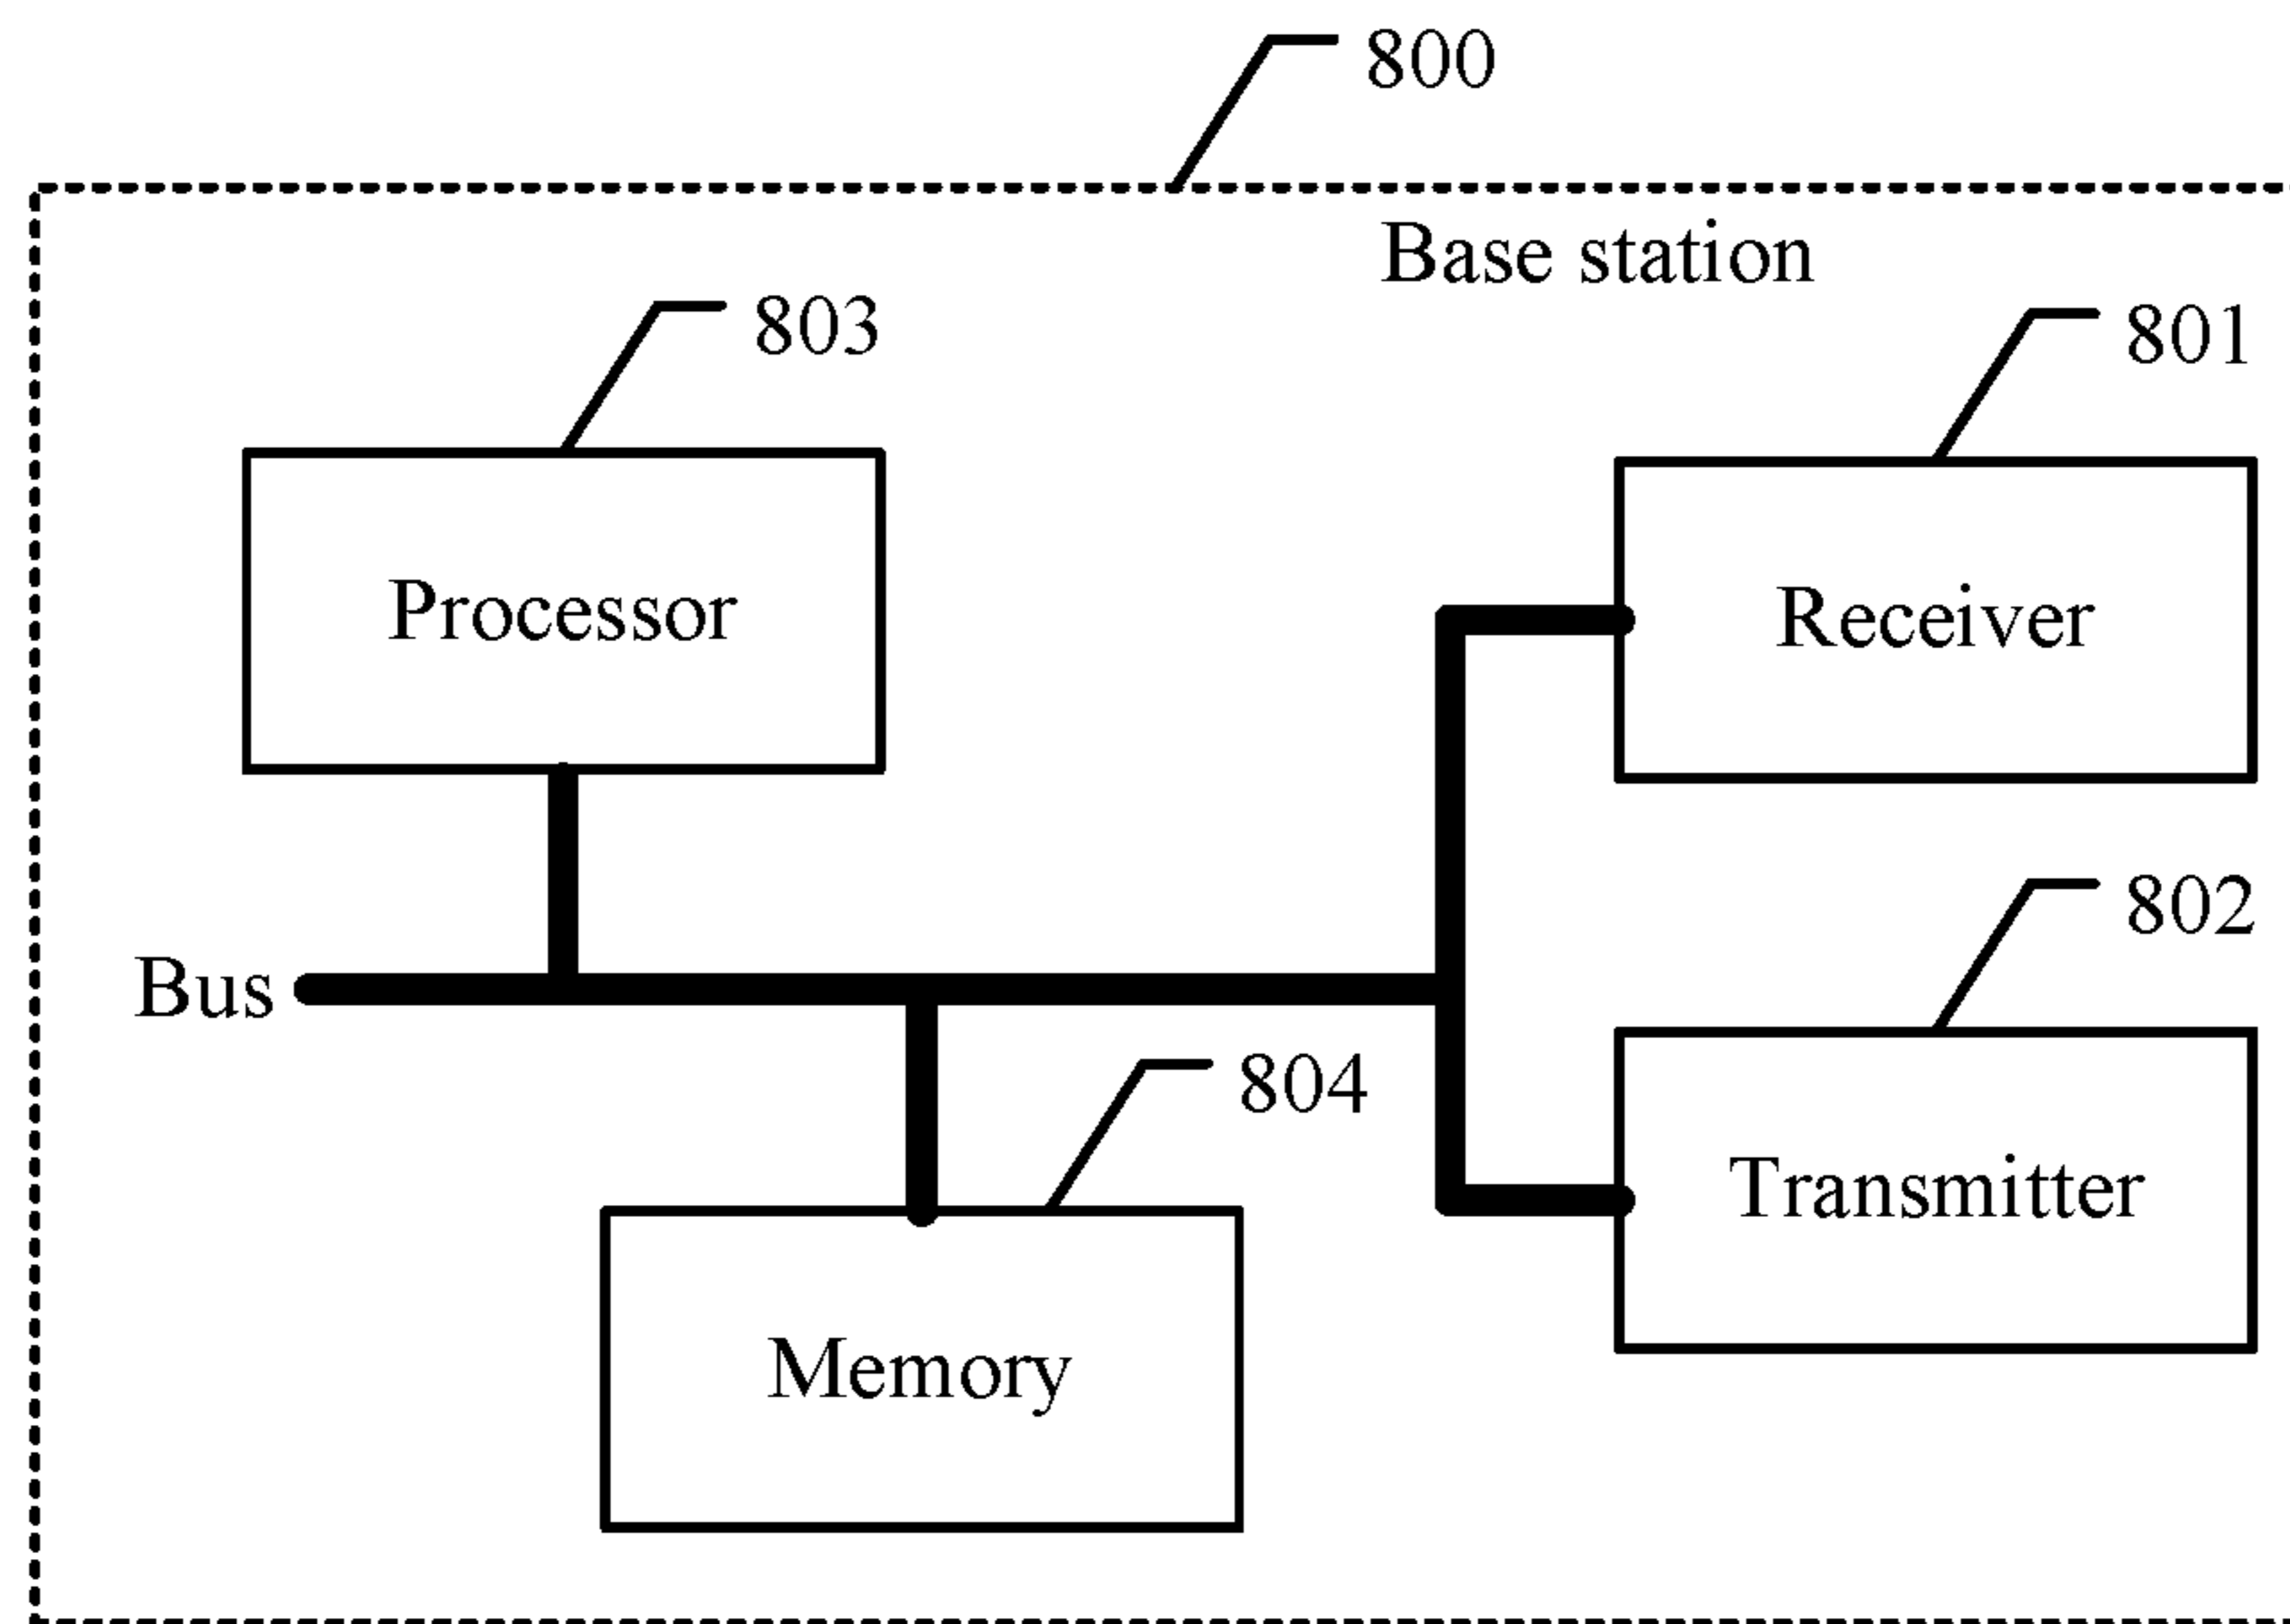 800
Base station
803
801
Processor
Receiver
802
Bus
804
Transmitter
Memory